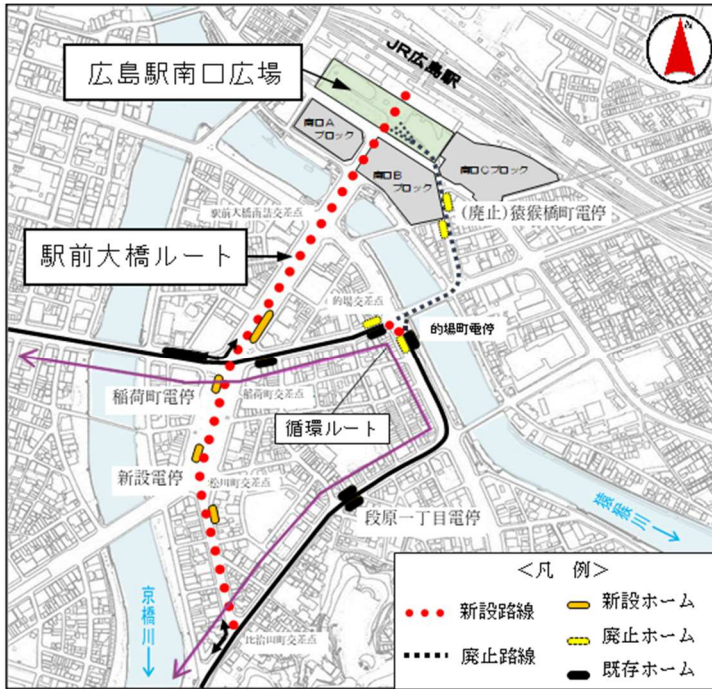 N
JR広島駅
広島駅南口広場
南口A
ブロック
南口B
ブロック
南口Cブロック
(廃止)猿猴橋町電停
駅前大橋南詰交差点
駅前大橋ルート
的場交差点
的場町電停
稲荷町電停
稲荷町交差点
循環ルート
新設電停
松川町交差点
段原一丁目電停
猿猴川
京橋川
比治山町交差点
<凡 例>
新設路線
新設ホーム
廃止路線
廃止ホーム
既存ホーム